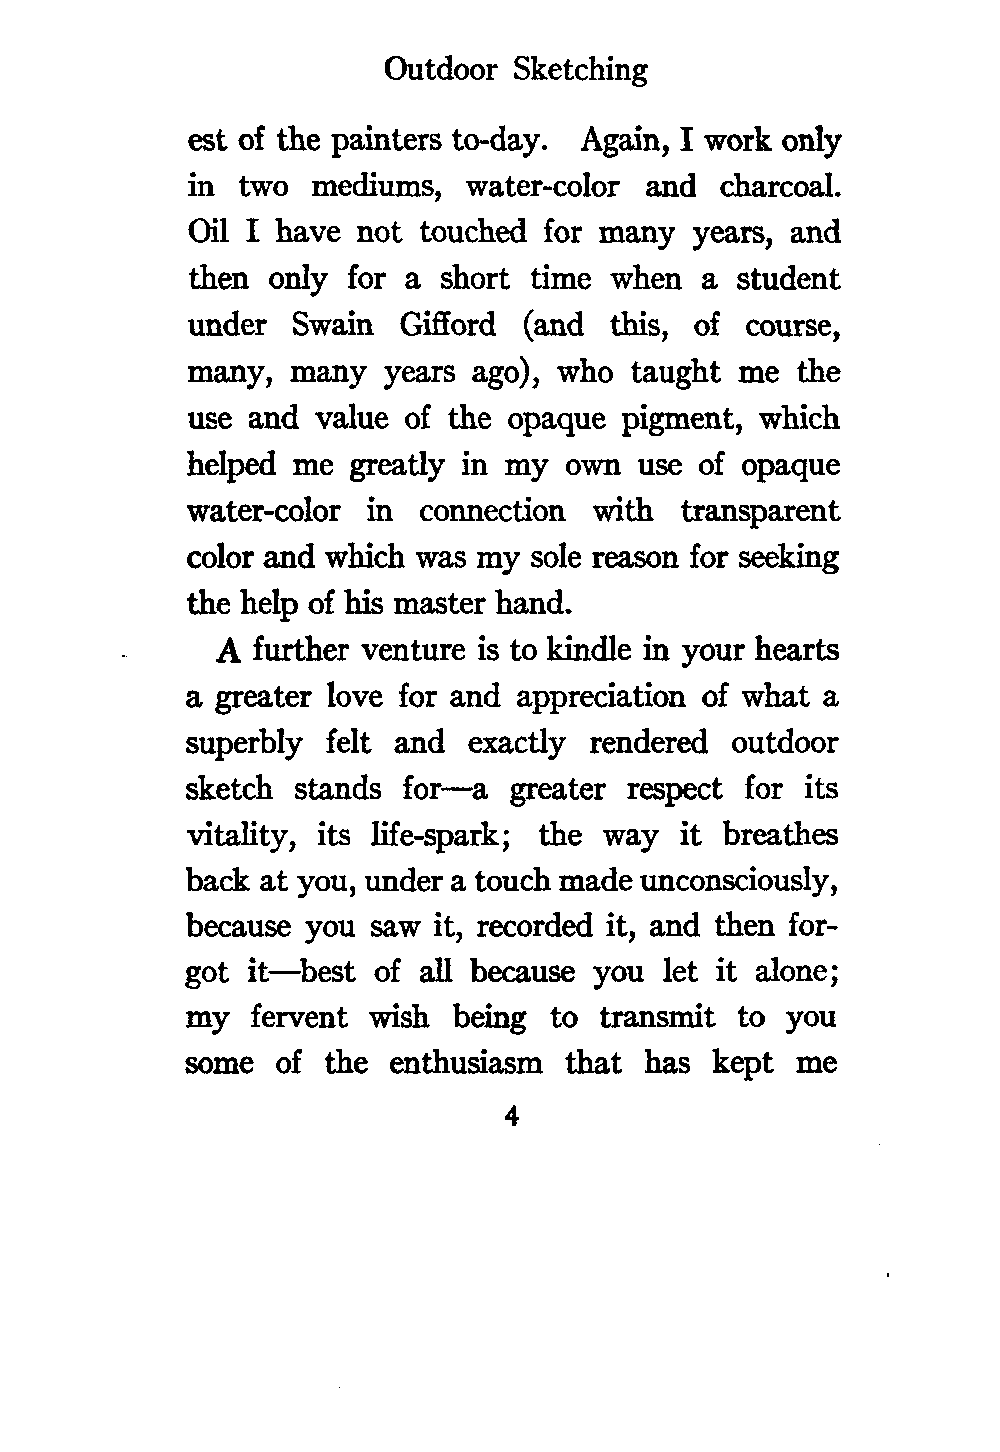 Outdoor Sketching
est of the painters to-day. Again, I work only
in two mediums, water-color and charcoal.
Oil I have not touched for many years, and
then only for a short time when a student
under Swain Gifford (and this, of course,
many, many years ago), who taught me the
use and value of the opaque pigment, which
helped me greatly in my own use of opaque
water-color in connection with transparent
color and which was my sole reason for seeking
the help of his master hand.
A further venture is to kindle in your hearts
a greater love for and appreciation of what a
superbly felt and exactly rendered outdoor
sketch stands for—a greater respect for its
vitality, its life-spark; the way it breathes
back at you, under a touch made unconsciously,
because you saw it, recorded it, and then for-
got it—best of all because you let it alone;
my fervent wish being to transmit to you
some of the enthusiasm that has kept me
4